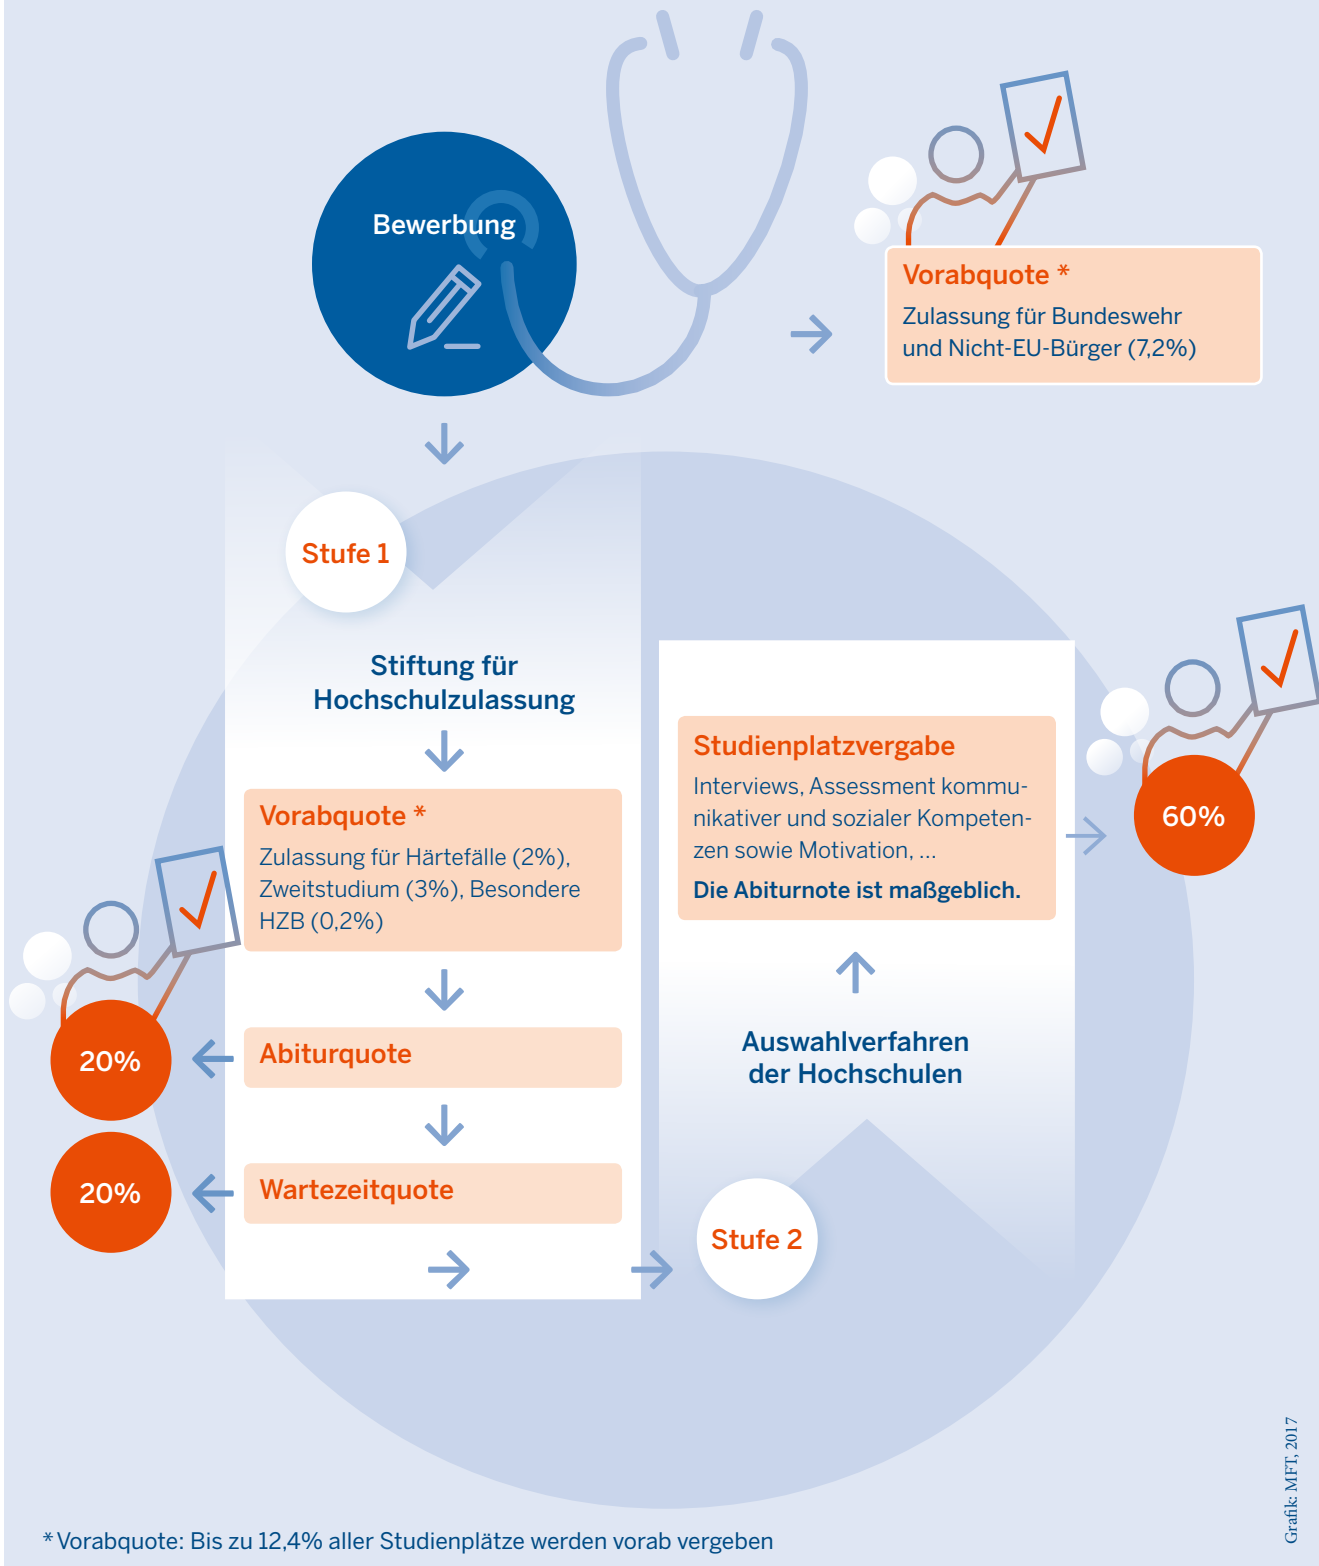 Bewerbung
Vorabquote *
Zulassung für Bundeswehr
und Nicht-EU-Bürger (7,2%)
Stufe 1
Stiftung für
Hochschulzulassung
Vorabquote *
Zulassung für Härtefälle (2%),
Zweitstudium (3%), Besondere
HZB (0,2%)
Abiturquote
20%
Wartezeitquote
20%
Stufe 2
Auswahlverfahren
der Hochschulen
Studienplatzvergabe
Interviews, Assessment kommu-
nikativer und sozialer Kompeten-
zen sowie Motivation, ...
Die Abiturnote ist maßgeblich.
60%
* Vorabquote: Bis zu 12,4% aller Studienplätze werden vorab vergeben
Grafik: MFT, 2017